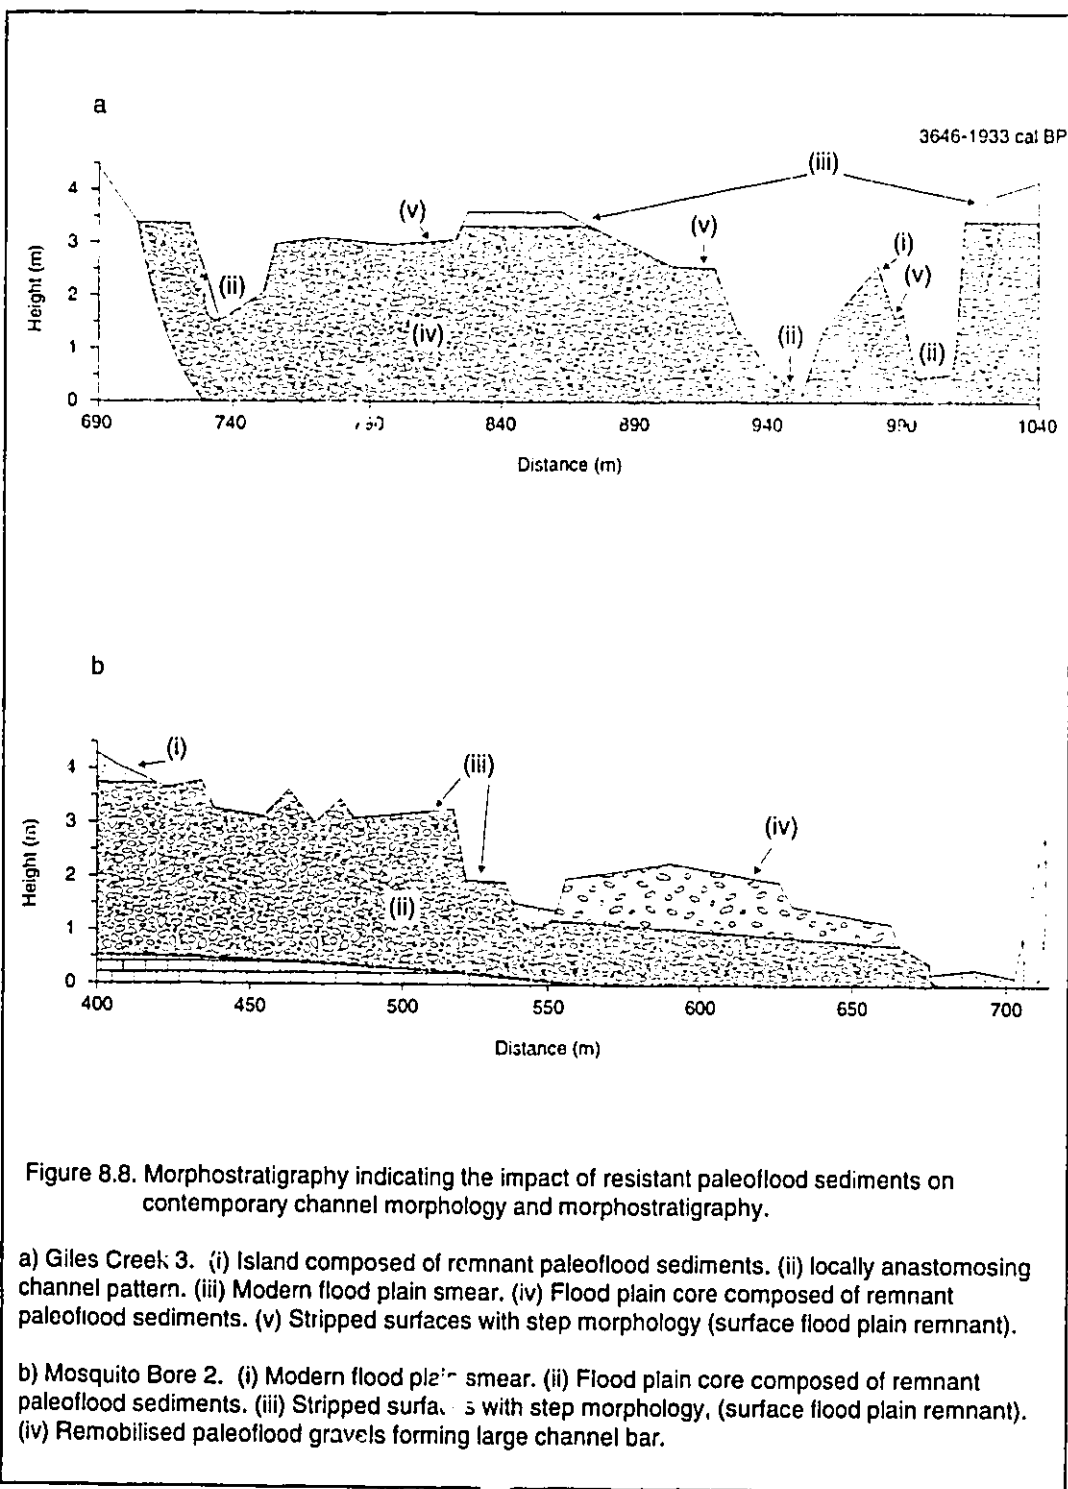 a
3646-1933 cal BP
(iii)
4
(v)
(v)
3
(i)
(v)
Height (m)
2
(ii)
(iv)
(ii)
(ii)
1
0
690
740
840
890
940
1040
Distance (m)
b
4
(i)
(iii)
3
(iv)
Height (m)
2
(ii)
1
0
400
450
500
550
600
650
700
Distance (m)
Figure 8.8. Morphostratigraphy indicating the impact of resistant paleoflood sediments on
contemporary channel morphology and morphostratigraphy.
a) Giles Creek 3. (i) Island composed of remnant paleoflood sediments. (ii) locally anastomosing
channel pattern. (iii) Modern flood plain smear. (iv) Flood plain core composed of remnant
paleoflood sediments. (v) Stripped surfaces with step morphology (surface flood plain remnant).
b) Mosquito Bore 2. (i) Modern flood smear. (ii) Flood plain core composed of remnant
paleoflood sediments. (iii) Stripped with step morphology, (surface flood plain remnant).
(iv) Remobilised paleoflood gravels forming large channel bar.